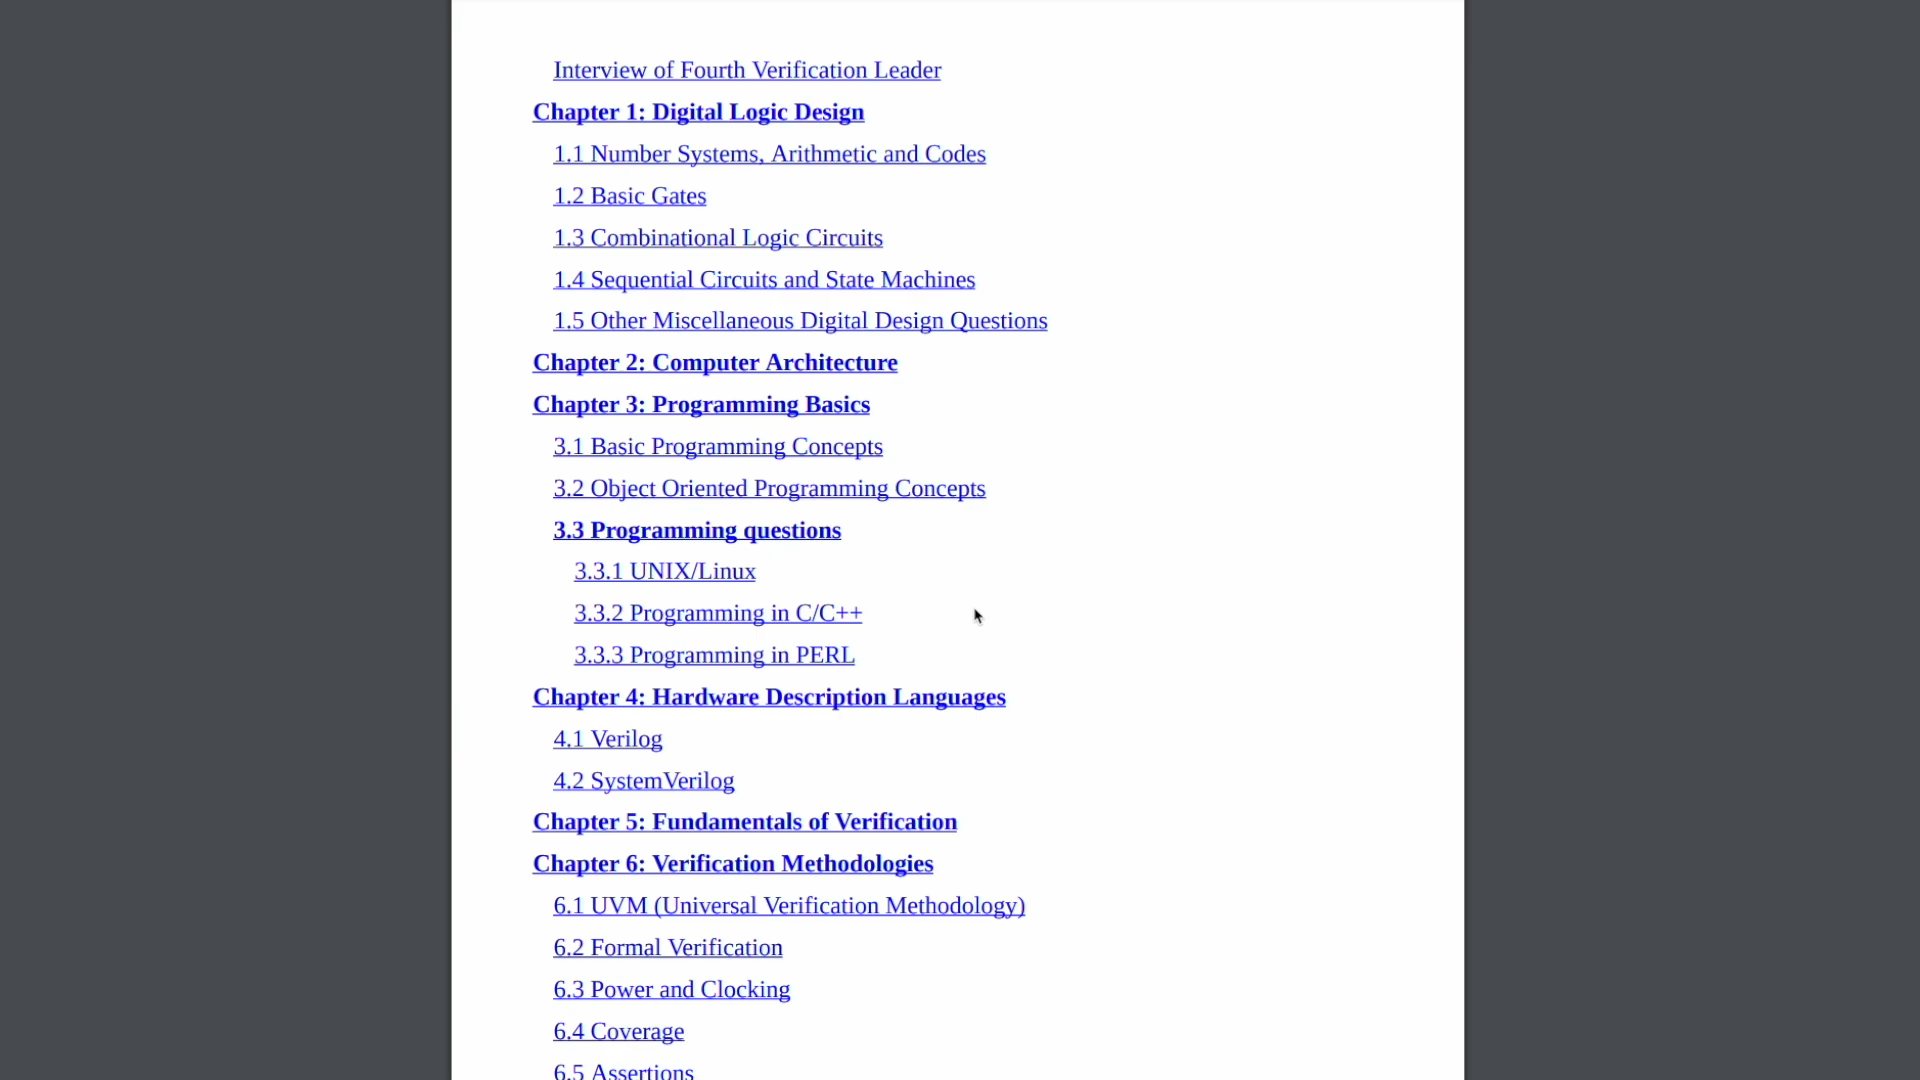 Interview of Fourth Verification Leader
Chapter 1: Digital Logic Design
1.1 Number Systems, Arithmetic and Codes
1.2 Basic Gates
1.3 Combinational Logic Circuits
1.4 Sequential Circuits and State Machines
1.5 Other Miscellaneous Digital Design Questions
Chapter 2: Computer Architecture
Chapter 3: Programming Basics
3.1 Basic Programming Concepts
3.2 Object Oriented Programming Concepts
3.3 Programming questions
3.3.1 UNIX/Linux
3.3.2 Programming in C/C++
3.3.3 Programming in PERL
Chapter 4: Hardware Description Languages
4.1 Verilog
4.2 SystemVerilog
Chapter 5: Fundamentals of Verification
Chapter 6: Verification Methodologies
6.1 UVM (Universal Verification Methodology)
6.2 Formal Verification
6.3 Power and Clocking
6.4 Coverage
6.5 Assertions